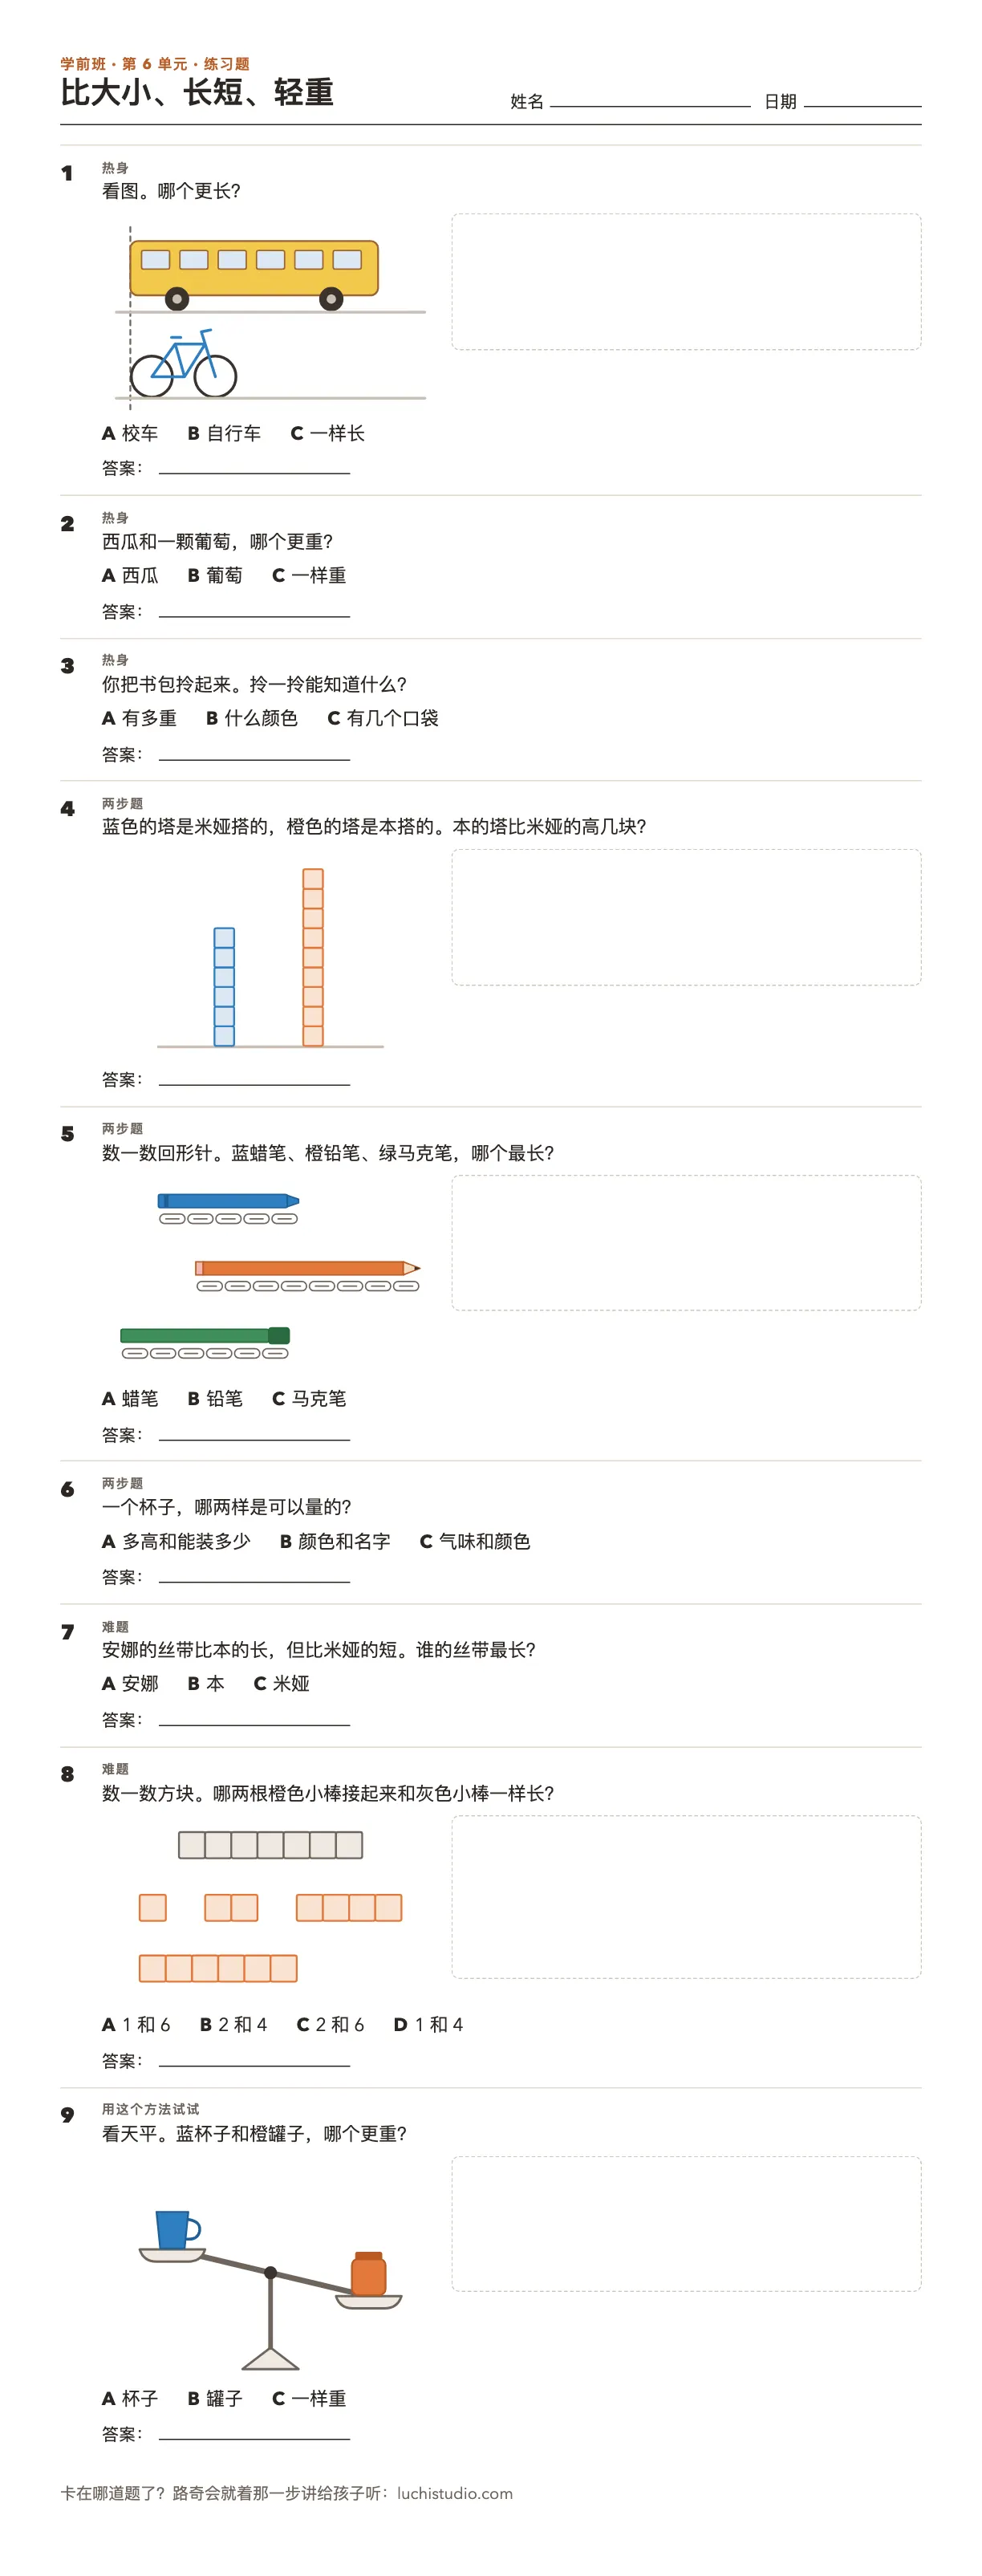 学前班·第 6 单元·练习题
比大小、长短、轻重
姓名 日期
1
热身
看图。哪个更长？
A 校车 B 自行车 C 一样长
答案：
2
热身
西瓜和一颗葡萄，哪个更重？
A 西瓜 B 葡萄 C 一样重
答案：
3
热身
你把书包拎起来。拎一拎能知道什么？
A 有多重 B 什么颜色 C 有几个口袋
答案：
4
两步题
蓝色的塔是米娅搭的，橙色的塔是本搭的。本的塔比米娅的高几块？
答案：
5
两步题
数一数回形针。蓝蜡笔、橙铅笔、绿马克笔，哪个最长？
A 蜡笔 B 铅笔 C 马克笔
答案：
6
两步题
一个杯子，哪两样是可以量的？
A 多高和能装多少 B 颜色和名字 C 气味和颜色
答案：
7
难题
安娜的丝带比本的长，但比米娅的短。谁的丝带最长？
A 安娜 B 本 C 米娅
答案：
8
难题
数一数方块。哪两根橙色小棒接起来和灰色小棒一样长？
A 1 和 6 B 2 和 4 C 2 和 6 D 1 和 4
答案：
9
用这个方法试试
看天平。蓝杯子和橙罐子，哪个更重？
A 杯子 B 罐子 C 一样重
答案：
卡在哪道题了？路奇会就着那一步讲给孩子听：luchistudio.com